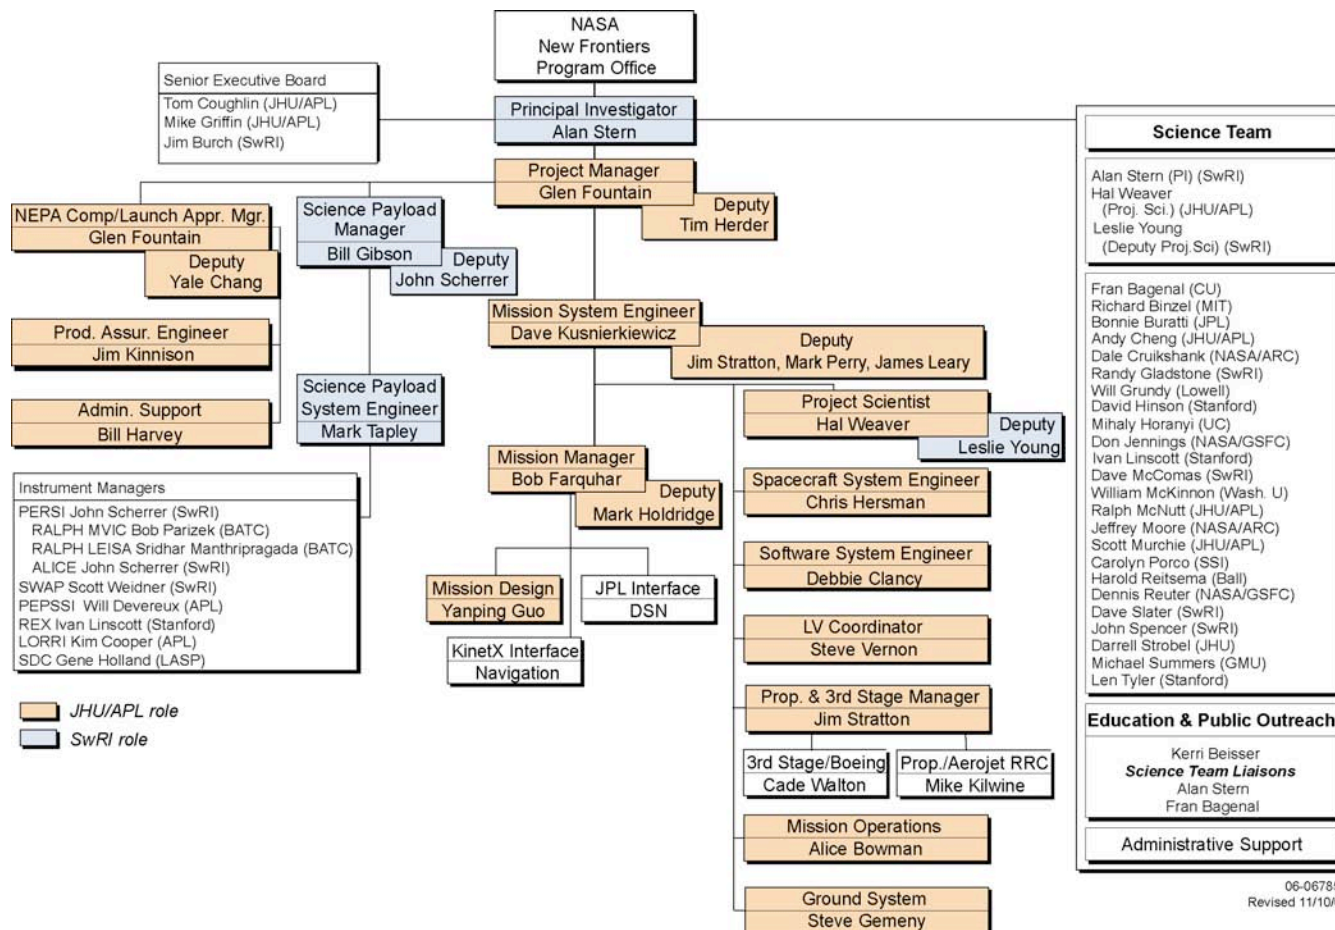 NASA
New Frontiers
Program Office
Senior Executive Board
Tom Coughlin (JHU/APL)
Mike Griffin (JHU/APL)
Jim Burch (SwRI)
Principal Investigator
Alan Stern
Project Manager
Glen Fountain
Deputy
Tim Herder
NEPA Comp/Launch Appr. Mgr.
Glen Fountain
Deputy
Yale Chang
Prod. Assur. Engineer
Jim Kinnison
Admin. Support
Bill Harvey
Science Payload
Manager
Bill Gibson
Deputy
John Scherrer
Science Payload
System Engineer
Mark Tapley
Instrument Managers
PERSI John Scherrer (SwRI)
RALPH MVIC Bob Parizek (BATC)
RALPH LEISA Sridhar Manthripragada (BATC)
ALICE John Scherrer (SwRI)
SWAP Scott Weidner (SwRI)
PEPSSI Will Devereux (APL)
REX Ivan Linscott (Stanford)
LORRI Kim Cooper (APL)
SDC Gene Holland (LASP)
JHU/APL role
SwRI role
Mission System Engineer
Dave Kusnierkiewicz
Deputy
Jim Stratton, Mark Perry, James Leary
Mission Manager
Bob Farquhar
Deputy
Mark Holdridge
Mission Design
Yanping Guo
JPL Interface
DSN
KinetX Interface
Navigation
Project Scientist
Hal Weaver
Deputy
Leslie Young
Spacecraft System Engineer
Chris Hersman
Software System Engineer
Debbie Clancy
LV Coordinator
Steve Vernon
Prop. & 3rd Stage Manager
Jim Stratton
3rd Stage/Boeing
Cade Walton
Prop./Aerojet RRC
Mike Kilwine
Mission Operations
Alice Bowman
Ground System
Steve Gemeny
Science Team
Alan Stern (PI) (SwRI)
Hal Weaver
(Proj. Sci.) (JHU/APL)
Leslie Young
(Deputy Proj.Sci) (SwRI)
Fran Bagenal (CU)
Richard Binzel (MIT)
Bonnie Buratti (JPL)
Andy Cheng (JHU/APL)
Dale Cruikshank (NASA/ARC)
Randy Gladstone (SwRI)
Will Grundy (Lowell)
David Hinson (Stanford)
Mihaly Horanyi (UC)
Don Jennings (NASA/GSFC)
Ivan Linscott (Stanford)
Dave McComas (SwRI)
William McKinnon (Wash. U)
Ralph McNutt (JHU/APL)
Jeffrey Moore (NASA/ARC)
Scott Murchie (JHU/APL)
Carolyn Porco (SSI)
Harold Reitsema (Ball)
Dennis Reuter (NASA/GSFC)
Dave Slater (SwRI)
John Spencer (SwRI)
Darrell Strobel (JHU)
Michael Summers (GMU)
Len Tyler (Stanford)
Education & Public Outreach
Kerri Beisser
Science Team Liaisons
Alan Stern
Fran Bagenal
Administrative Support
Revised